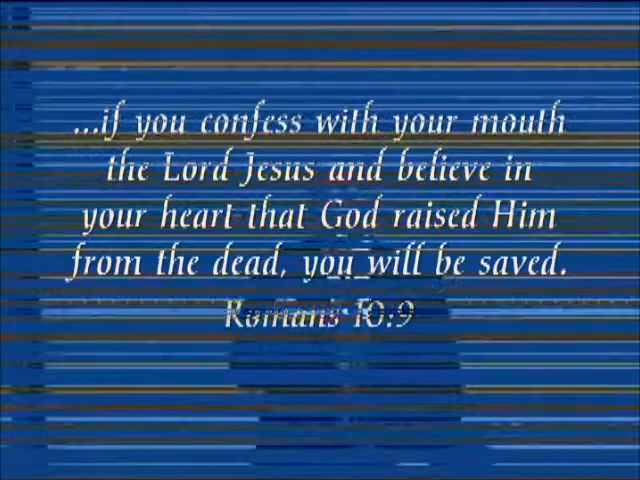 ...if you confess with your mouth
the Lord Jesus and believe in
your heart that God raised Him
from the dead, you will be saved.
Romans 10:9